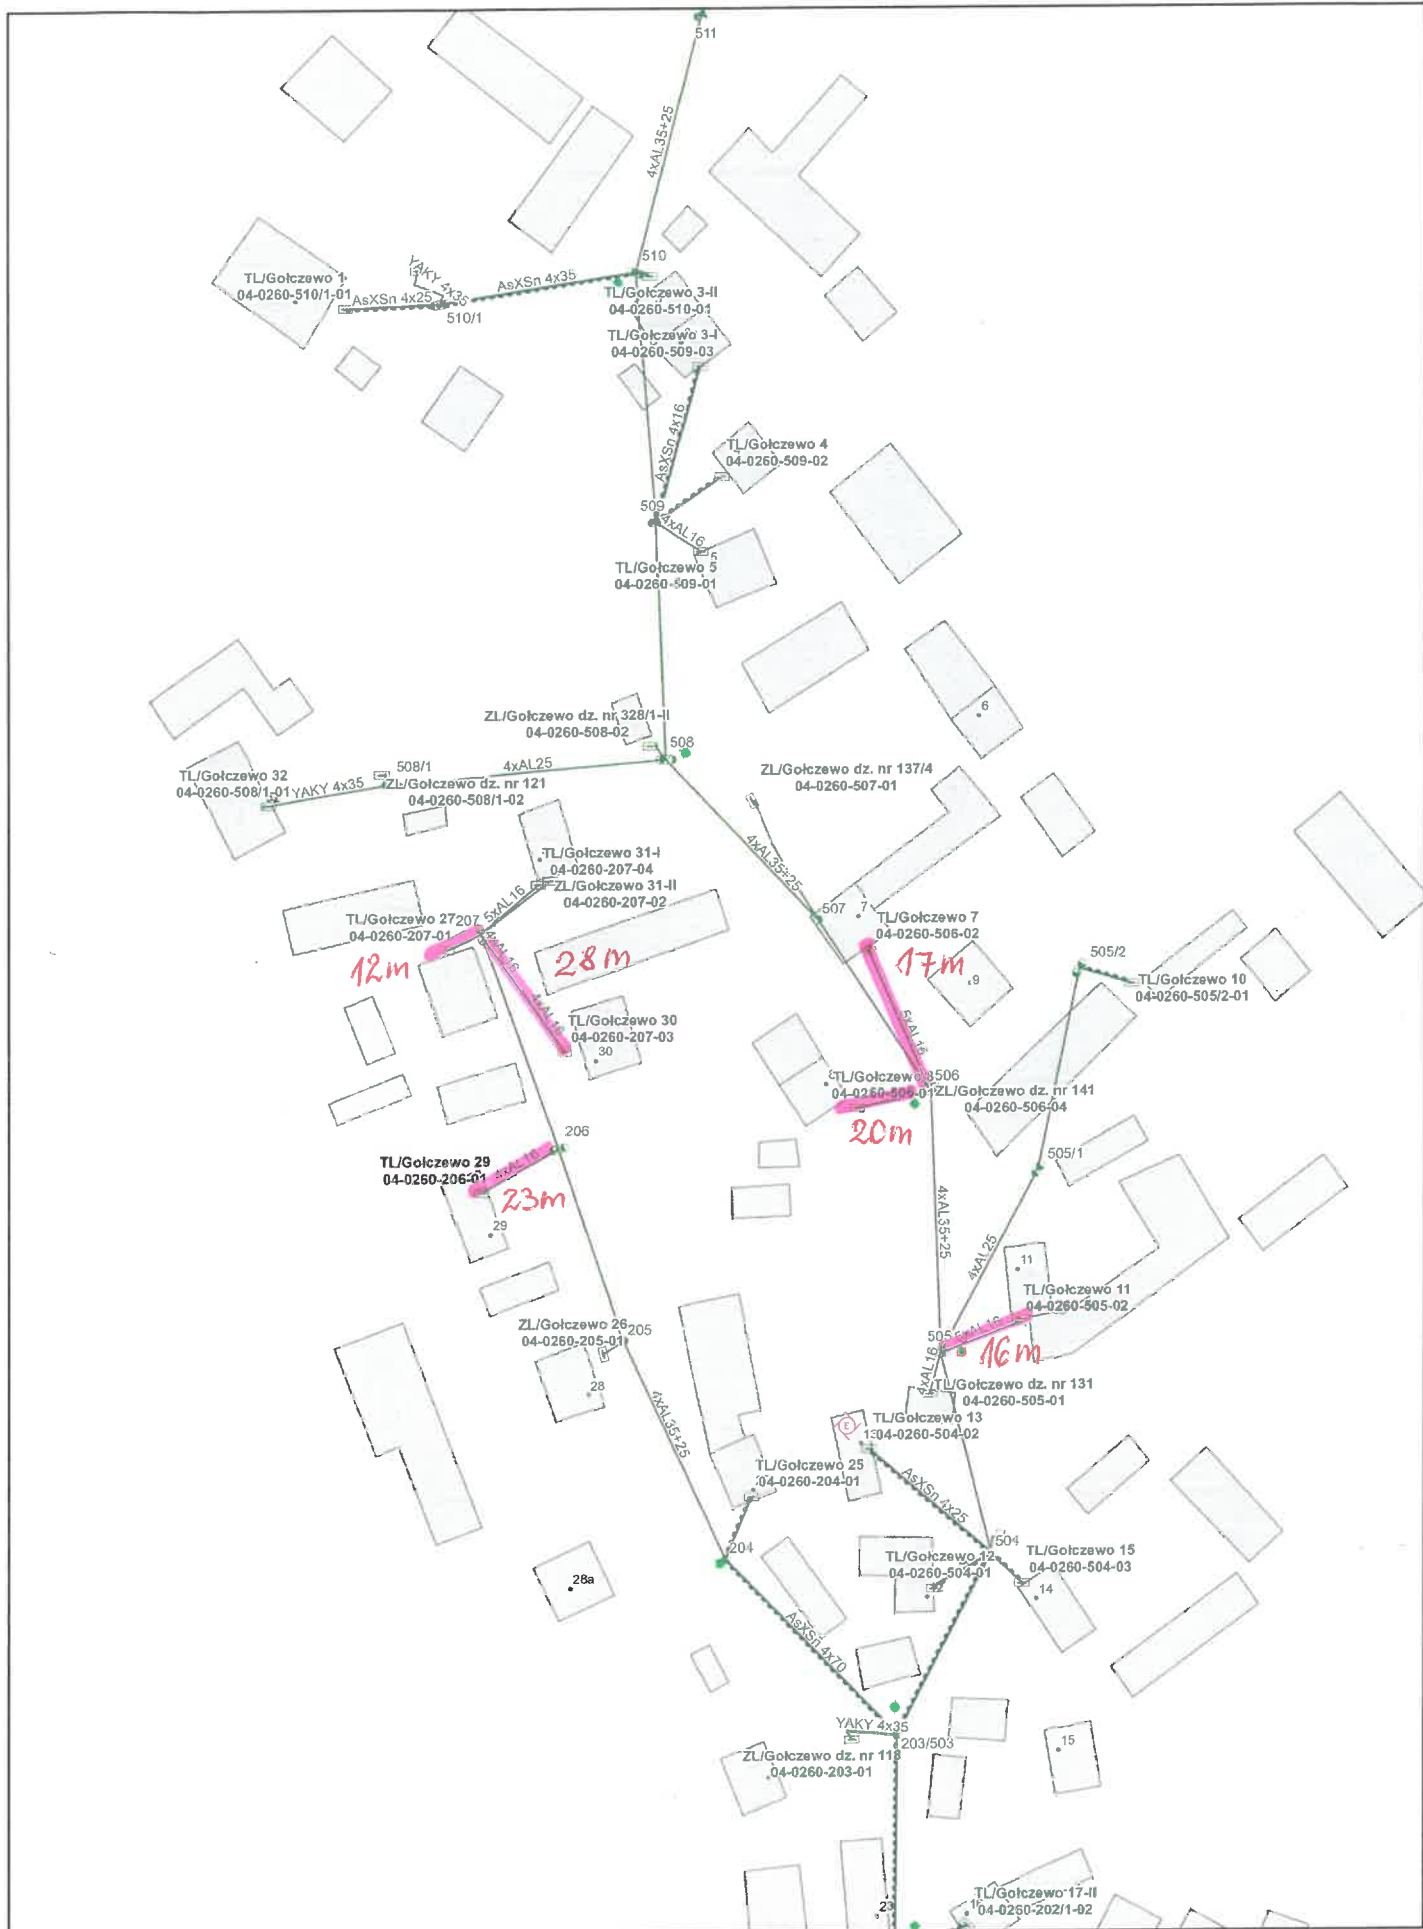 511
4xAL35+25
510
TL/Gołczewo 1
04-0260-510/1-01
YAKY 4x35
AsXSn 4x25
AsXSn 4x35
510/1
TL/Gołczewo 3-II
04-0260-510-01
TL/Gołczewo 3-I
04-0260-509-03
AsXSn 4x16
TL/Gołczewo 4
04-0260-509-02
509
4xAL16
5
TL/Gołczewo 5
04-0260-509-01
6
ZL/Gołczewo dz. nr 328/1-II
04-0260-508-02
508
508/1
4xAL25
TL/Gołczewo 32
04-0260-508/1-01
YAKY 4x35
ZL/Gołczewo dz. nr 121
04-0260-508/1-02
ZL/Gołczewo dz. nr 137/4
04-0260-507-01
4xAL35+25
TL/Gołczewo 31-I
04-0260-207-04
ZL/Gołczewo 31-II
04-0260-207-02
5xAL16
507
7
TL/Gołczewo 7
04-0260-506-02
TL/Gołczewo 27
04-0260-207-01
207
4xAL16
12m
28m
17m
505/2
9
TL/Gołczewo 10
04-0260-505/2-01
4xAL16
TL/Gołczewo 30
04-0260-207-03
30
5xAL16
8
TL/Gołczewo 8
04-0260-506-01
506
ZL/Gołczewo dz. nr 141
04-0260-506-04
20m
206
505/1
TL/Gołczewo 29
04-0260-206-01
4xAL16
23m
29
4xAL35+25
4xAL25
11
TL/Gołczewo 11
04-0260-505-02
ZL/Gołczewo 26
04-0260-205-01
205
505
16m
4xAL16
28
4xAL35+25
TL/Gołczewo dz. nr 131
04-0260-505-01
E
TL/Gołczewo 13
13
04-0260-504-02
TL/Gołczewo 25
04-0260-204-01
AsXSn 4x25
204
504
TL/Gołczewo 12
04-0260-504-01
TL/Gołczewo 15
04-0260-504-03
28a
12
14
AsXSn 4x70
YAKY 4x35
203/503
ZL/Gołczewo dz. nr 118
04-0260-203-01
15
TL/Gołczewo 17-II
04-0260-202/1-02
23